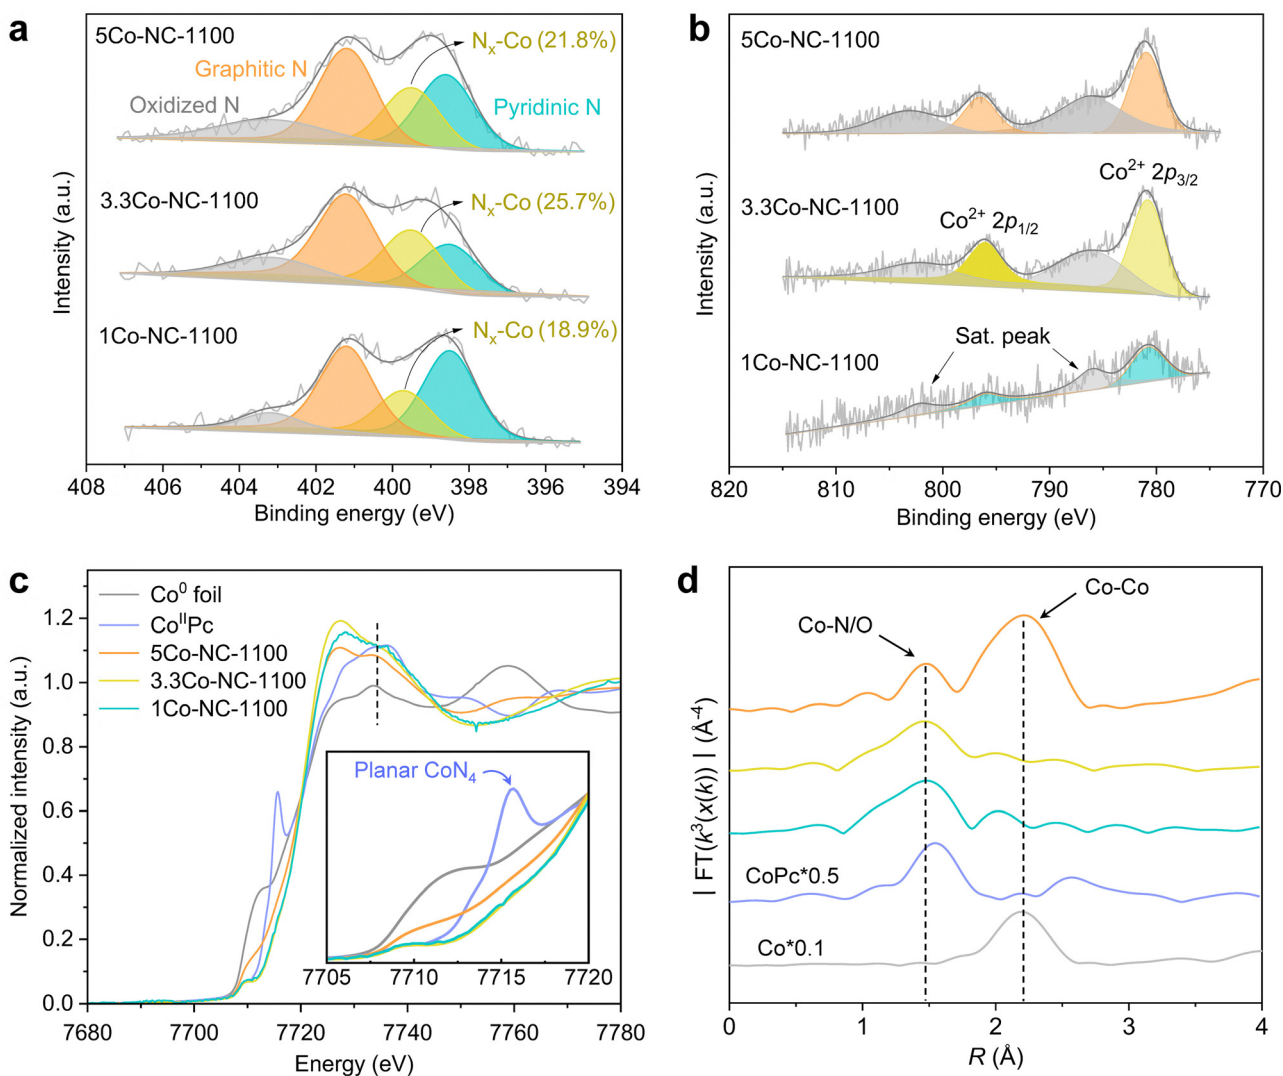 a
5Co-NC-1100
Nₓ-Co (21.8%)
Graphitic N
Oxidized N
Pyridinic N
3.3Co-NC-1100
Nₓ-Co (25.7%)
1Co-NC-1100
Nₓ-Co (18.9%)
Intensity (a.u.)
408 406 404 402 400 398 396 394
Binding energy (eV)
b
5Co-NC-1100
Co²⁺ 2p₃/₂
3.3Co-NC-1100
Co²⁺ 2p₁/₂
Sat. peak
1Co-NC-1100
Intensity (a.u.)
820 810 800 790 780 770
Binding energy (eV)
c
Co⁰ foil
CoᴵᴵPc
5Co-NC-1100
3.3Co-NC-1100
1Co-NC-1100
Planar CoN₄
7705 7710 7715 7720
Normalized intensity (a.u.)
1.2
1.0
0.8
0.6
0.4
0.2
0.0
7680 7700 7720 7740 7760 7780
Energy (eV)
d
Co-Co
Co-N/O
CoPc*0.5
Co*0.1
| FT(k³(x(k)) | (Å⁻⁴)
0 1 2 3 4
R (Å)